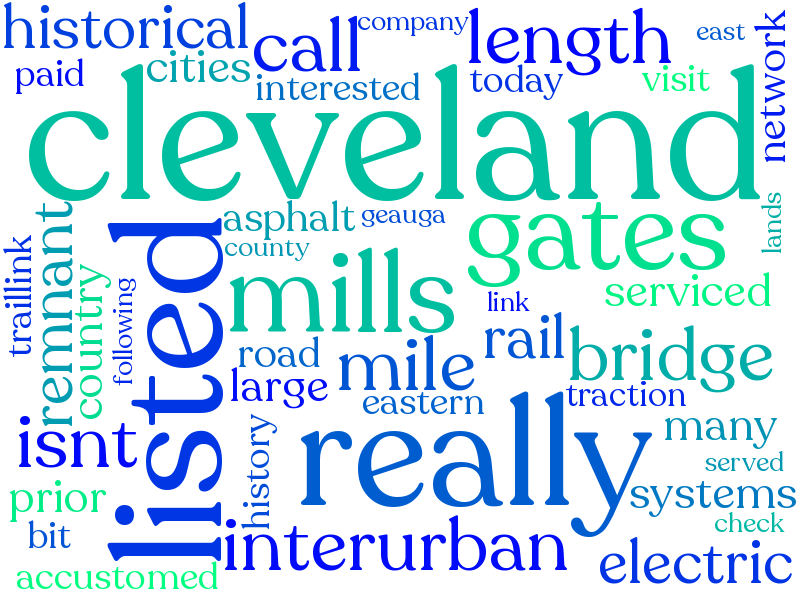 historical
call
company
length
east
network
paid
cities
interested
today
visit
cleveland
lands
traillink
remnant
country
following
listed
asphalt
geauga
county
gates
mills
link
serviced
road
mile
rail
bridge
large
eastern
traction
isnt
history
really
many
served
prior
systems
bit
check
interurban
electric
accustomed